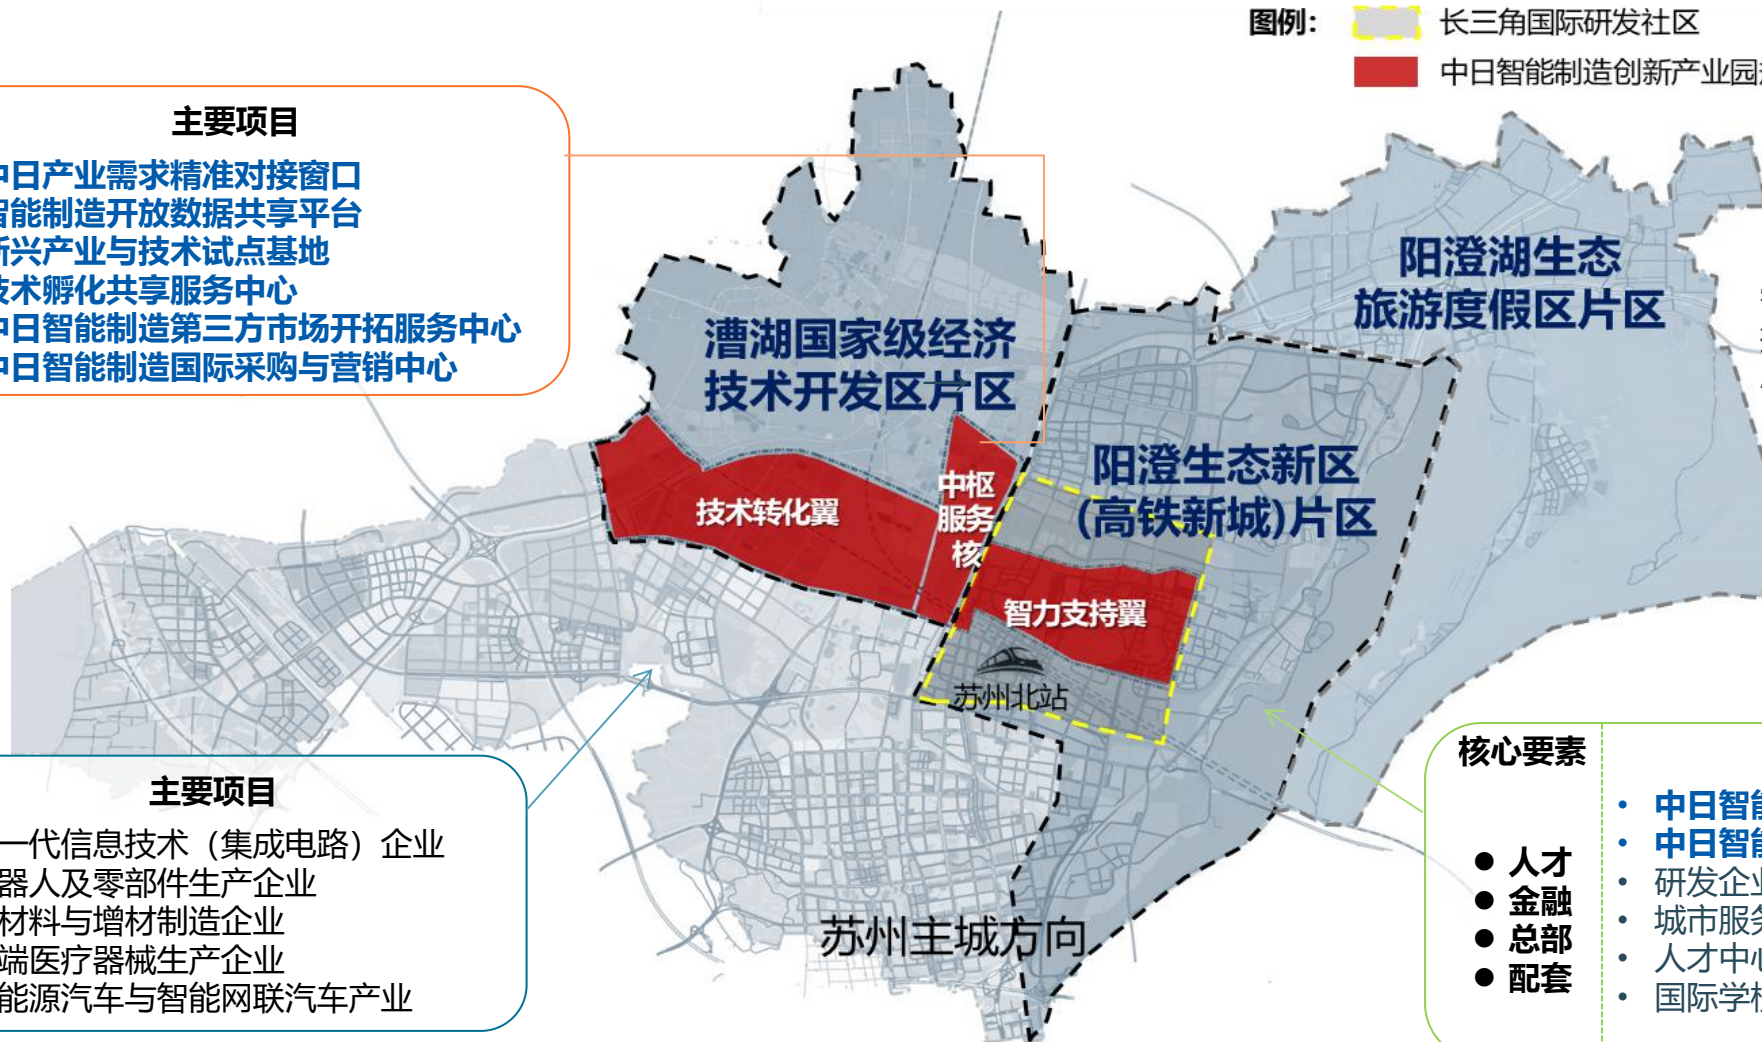 图例：
长三角国际研发社区
中日智能制造创新产业园
主要项目
中日产业需求精准对接窗口
智能制造开放数据共享平台
新兴产业与技术试点基地
技术孵化共享服务中心
中日智能制造第三方市场开拓服务中心
中日智能制造国际采购与营销中心
阳澄湖生态
旅游度假区片区
漕湖国家级经济
技术开发区片区
阳澄生态新区
(高铁新城)片区
技术转化翼
中枢
服务
核
智力支持翼
苏州北站
苏州主城方向
主要项目
一代信息技术（集成电路）企业
器人及零部件生产企业
材料与增材制造企业
端医疗器械生产企业
能源汽车与智能网联汽车产业
核心要素
● 人才
● 金融
● 总部
● 配套
• 中日智能
• 中日智能
• 研发企业
• 城市服务
• 人才中心
• 国际学校